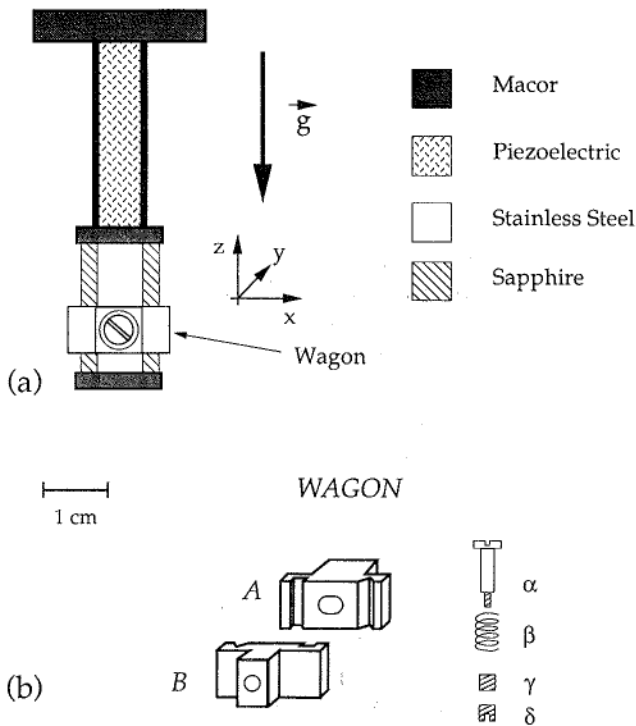 Macor
g
Piezoelectric
z
y
Stainless Steel
x
Sapphire
Wagon
(a)
1 cm
WAGON
A
α
β
B
γ
(b)
δ